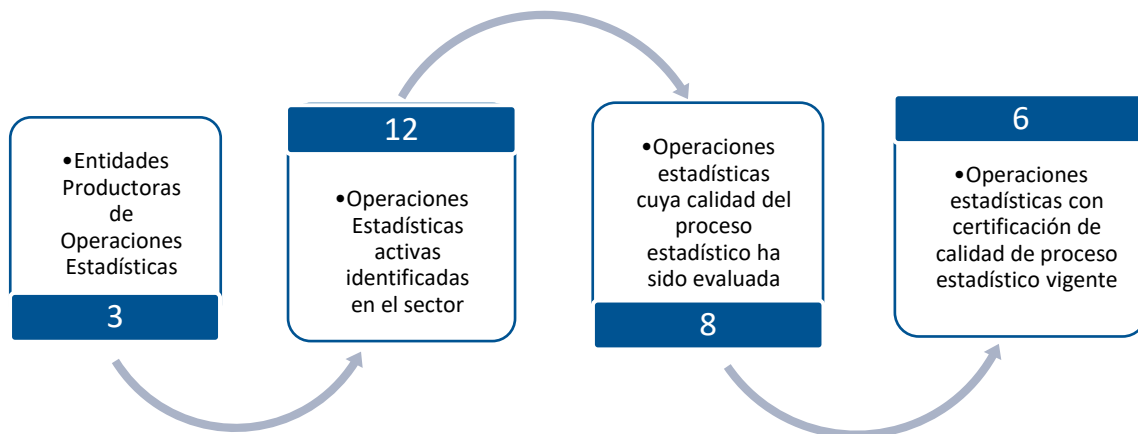 •Entidades
Productoras
de
Operaciones
Estadísticas
3
12
•Operaciones
Estadísticas
activas
identificadas
en el sector
•Operaciones
estadísticas
cuya calidad del
proceso
estadístico ha
sido evaluada
8
6
•Operaciones
estadísticas con
certificación de
calidad de proceso
estadístico vigente